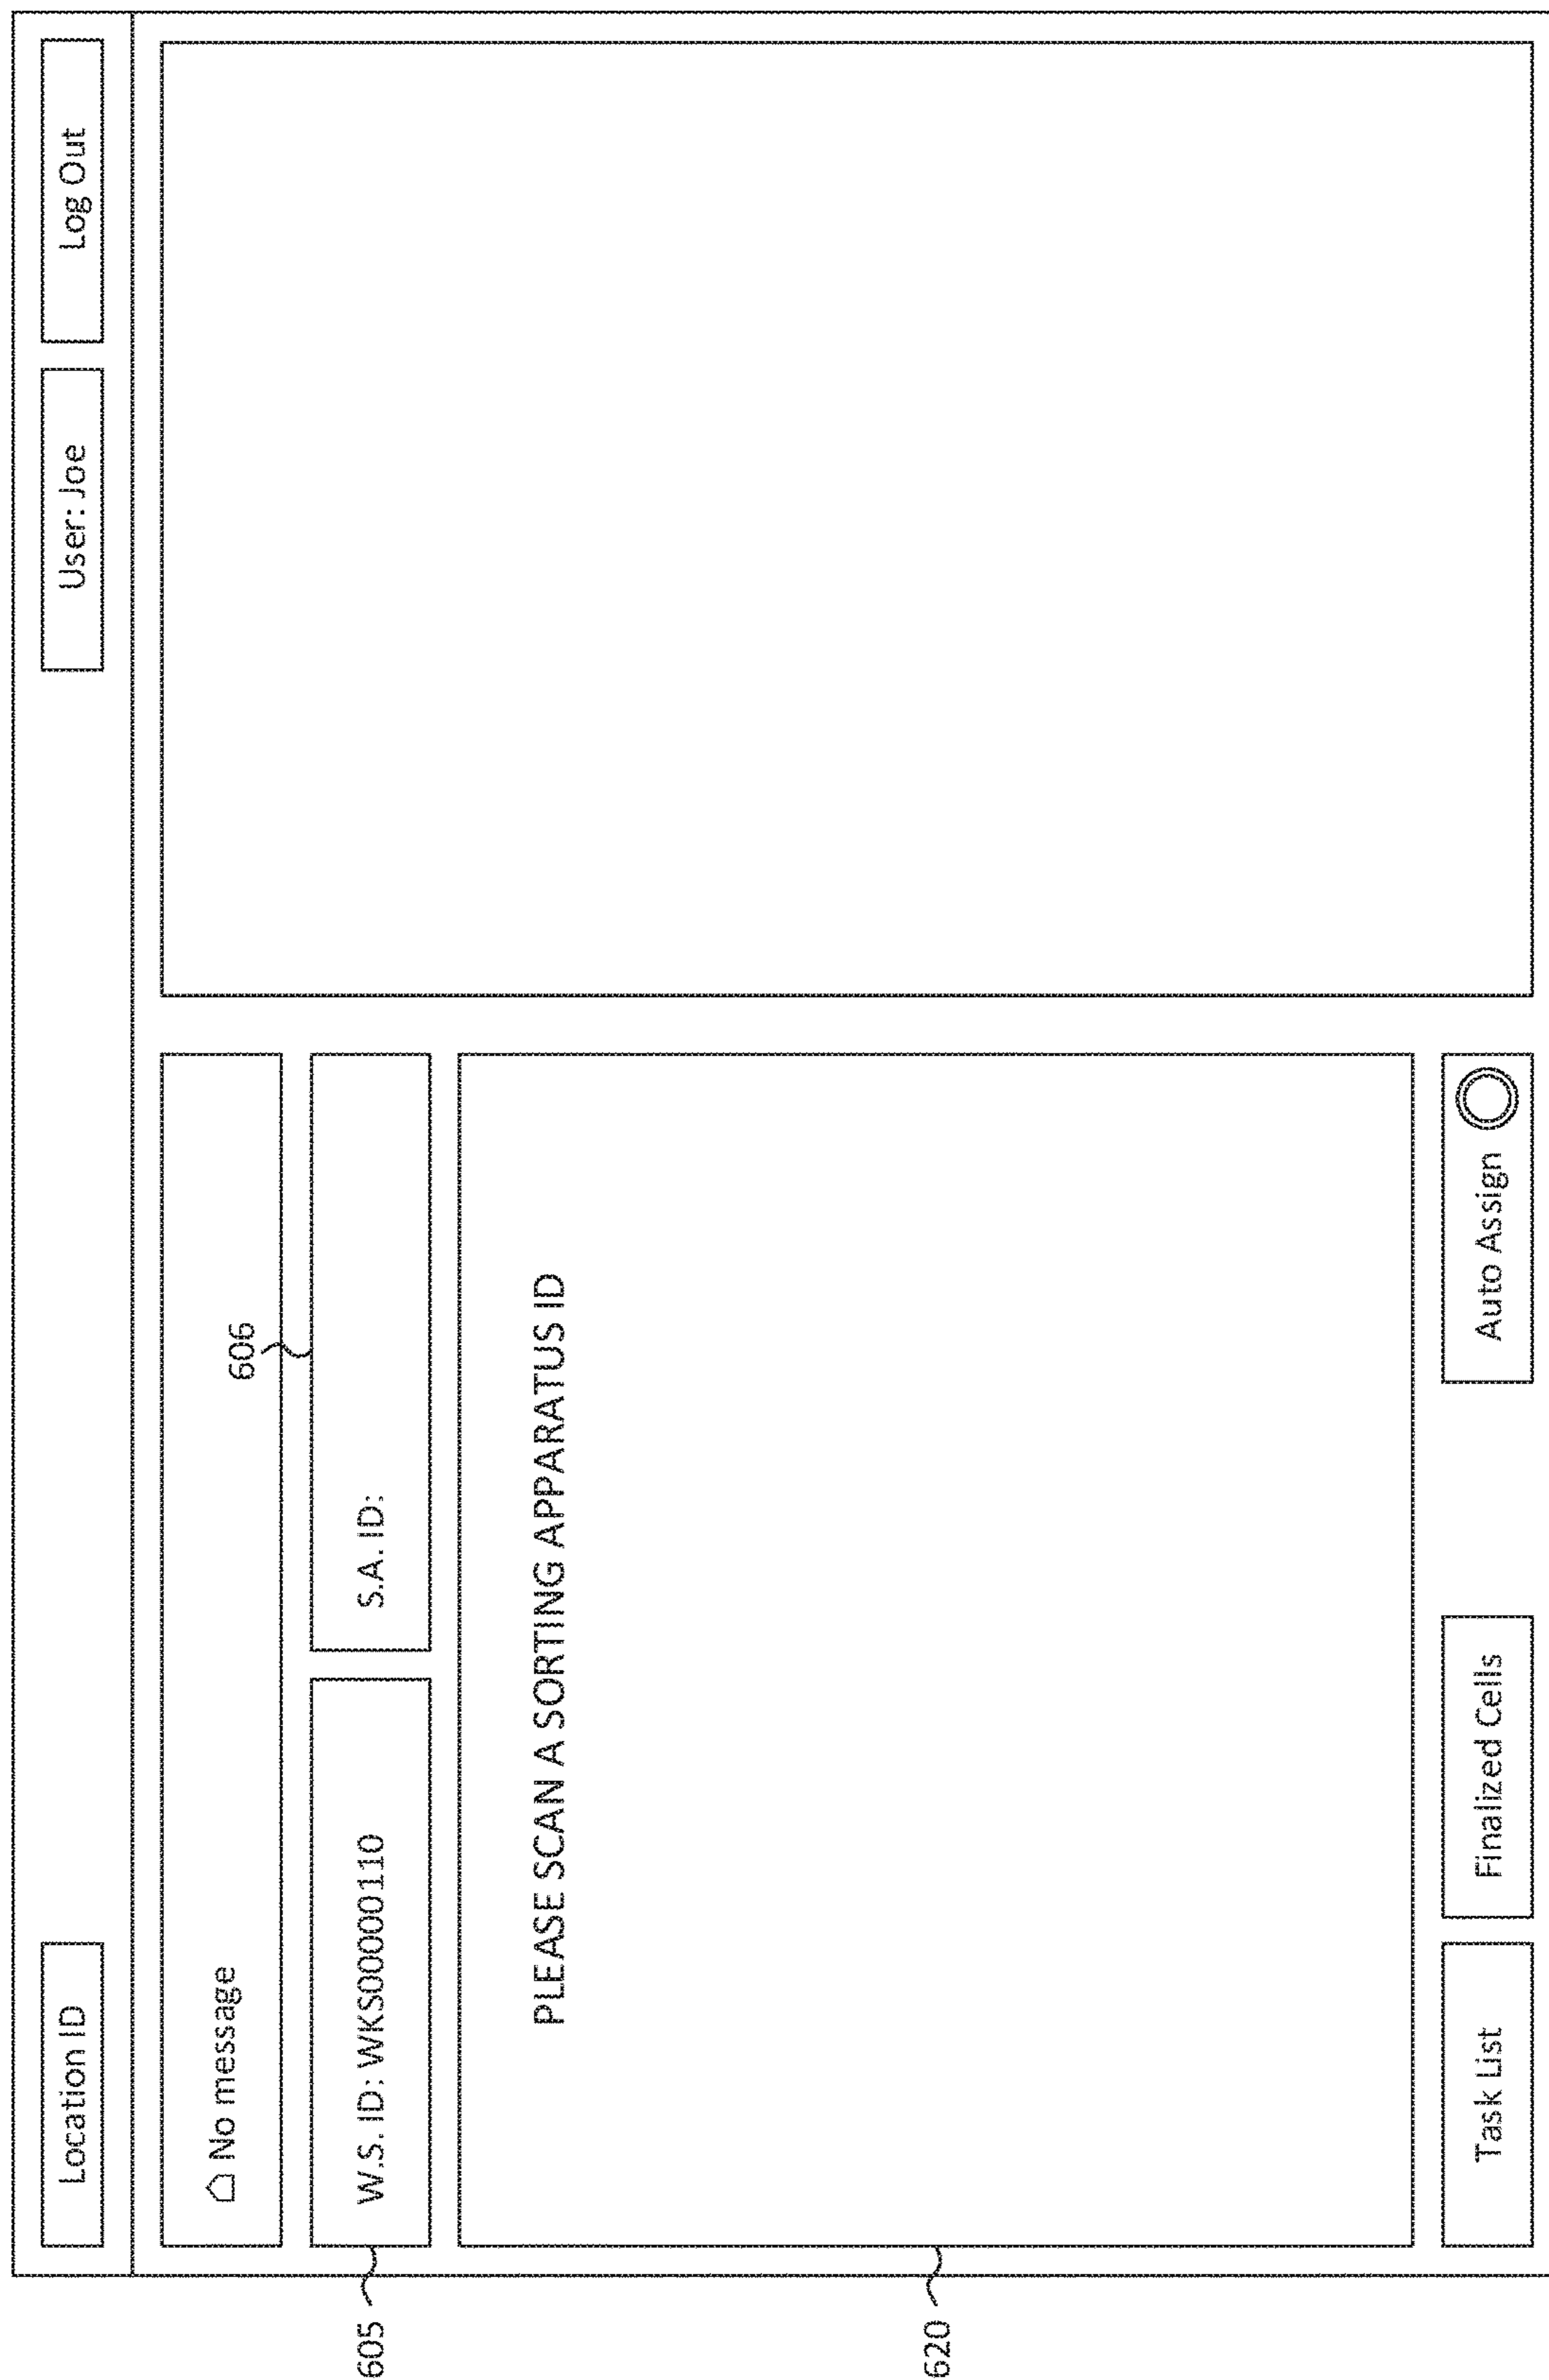 Location ID
User: Joe
Log Out
No message
606
605
W.S. ID: WKS00000110
S.A. ID:
620
PLEASE SCAN A SORTING APPARATUS ID
Task List
Finalized Cells
Auto Assign